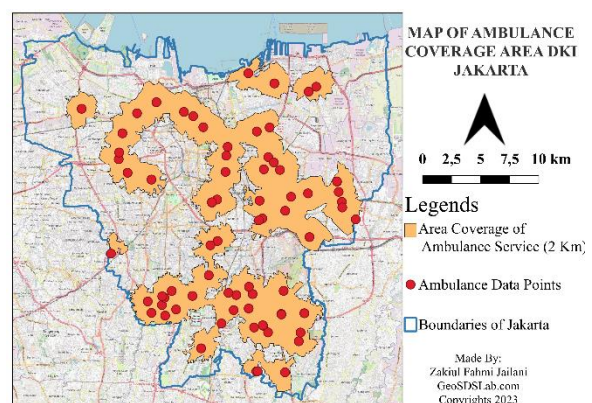 MAP OF AMBULANCE
COVERAGE AREA DKI
JAKARTA
0 2,5 5 7,5 10 km
Legends
Area Coverage of
Ambulance Service (2 Km)
Ambulance Data Points
Boundaries of Jakarta
Made By:
Zakiul Fahmi Jailani
GeoSDSLab.com
Copyrights 2023